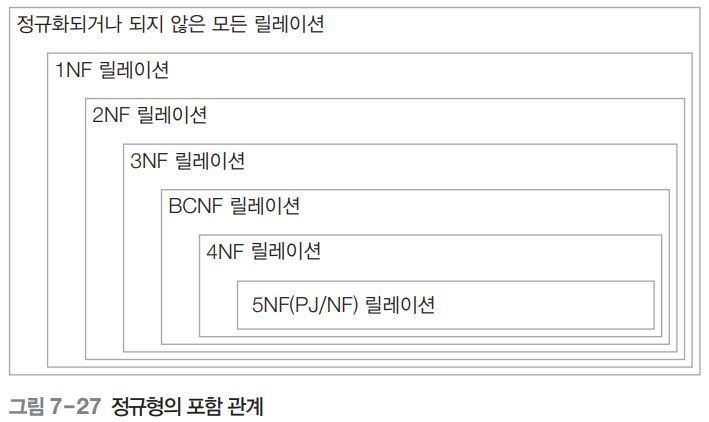 정규화되거나 되지 않은 모든 릴레이션
1NF 릴레이션
2NF 릴레이션
3NF 릴레이션
BCNF 릴레이션
4NF 릴레이션
5NF(PJ/NF) 릴레이션
그림 7-27 정규형의 포함 관계